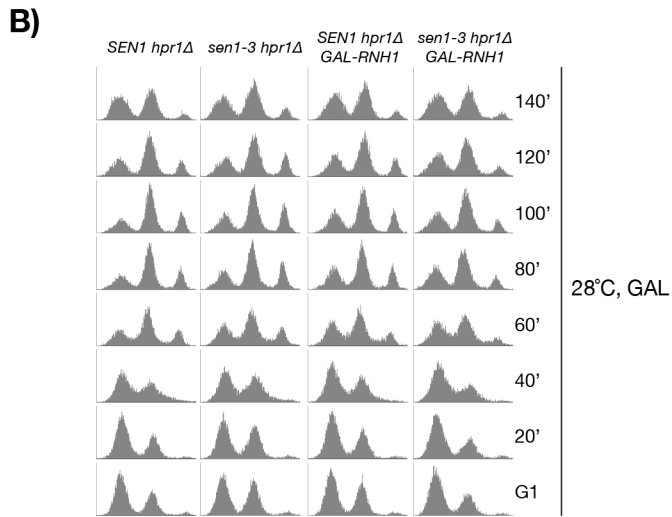 B)
SEN1 hpr1Δ
sen1-3 hpr1Δ
SEN1 hpr1Δ
GAL-RNH1
sen1-3 hpr1Δ
GAL-RNH1
140'
120'
100'
80'
60'
40'
20'
G1
28°C, GAL